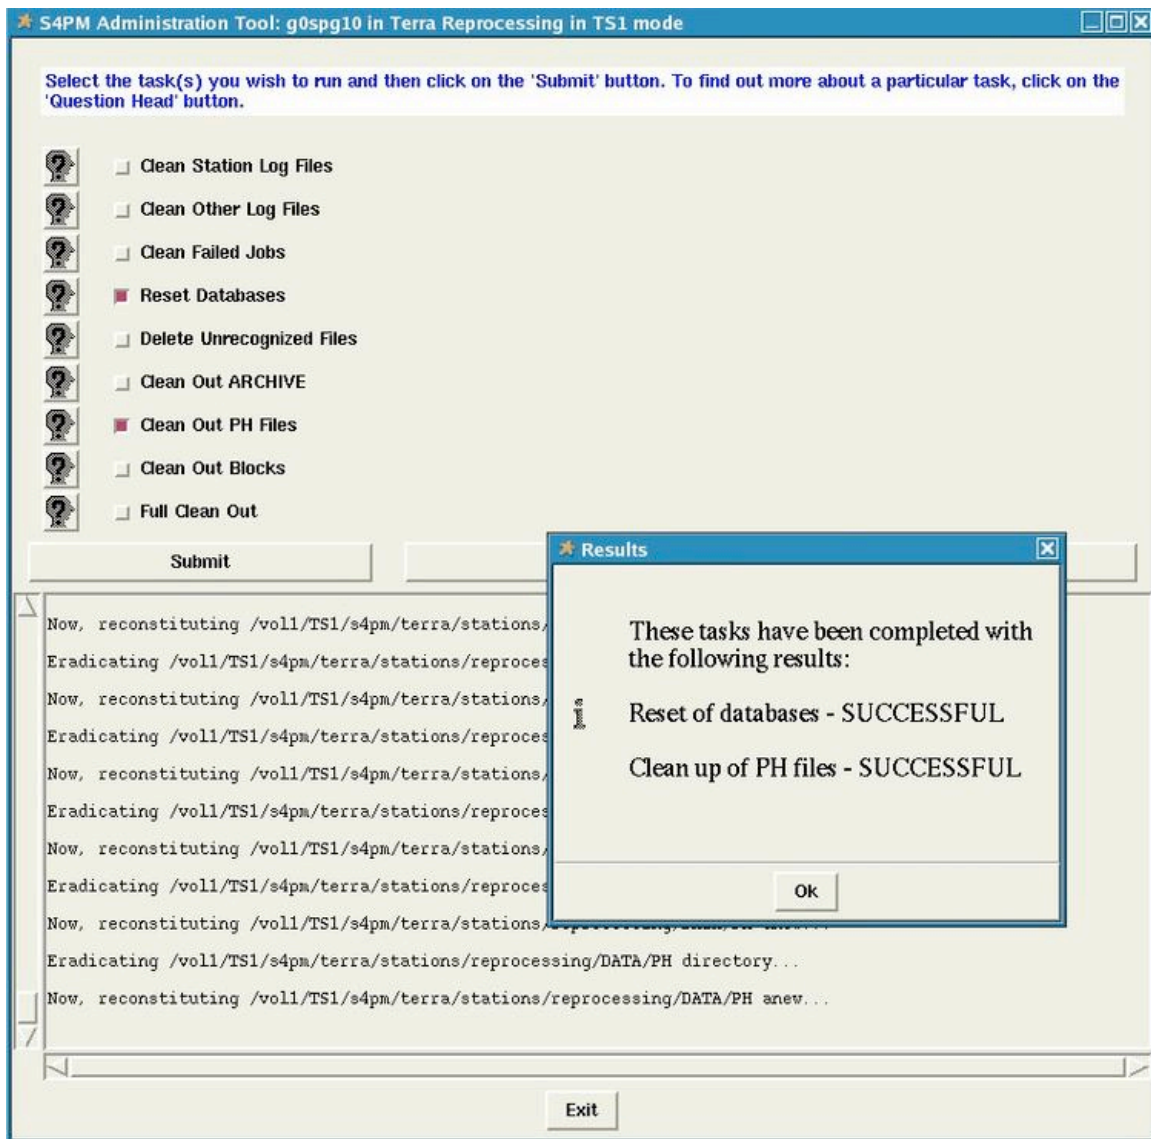 S4PM Administration Tool: g0spg10 in Terra Reprocessing in TS1 mode
Select the task(s) you wish to run and then click on the 'Submit' button. To find out more about a particular task, click on the
'Question Head' button.
Clean Station Log Files
Clean Other Log Files
Clean Failed Jobs
Reset Databases
Delete Unrecognized Files
Clean Out ARCHIVE
Clean Out PH Files
Clean Out Blocks
Full Clean Out
Submit
Results
These tasks have been completed with
the following results:
Reset of databases - SUCCESSFUL
Clean up of PH files - SUCCESSFUL
Ok
Now, reconstituting /vol1/TS1/s4pm/terra/stations/
Eradicating /vol1/TS1/s4pm/terra/stations/reproces
Now, reconstituting /vol1/TS1/s4pm/terra/stations/
Eradicating /vol1/TS1/s4pm/terra/stations/reproces
Now, reconstituting /vol1/TS1/s4pm/terra/stations/
Eradicating /vol1/TS1/s4pm/terra/stations/reproces
Now, reconstituting /vol1/TS1/s4pm/terra/stations/
Eradicating /vol1/TS1/s4pm/terra/stations/reproces
Now, reconstituting /vol1/TS1/s4pm/terra/stations/
Eradicating /vol1/TS1/s4pm/terra/stations/reprocessing/DATA/PH directory...
Now, reconstituting /vol1/TS1/s4pm/terra/stations/reprocessing/DATA/PH anew...
Exit